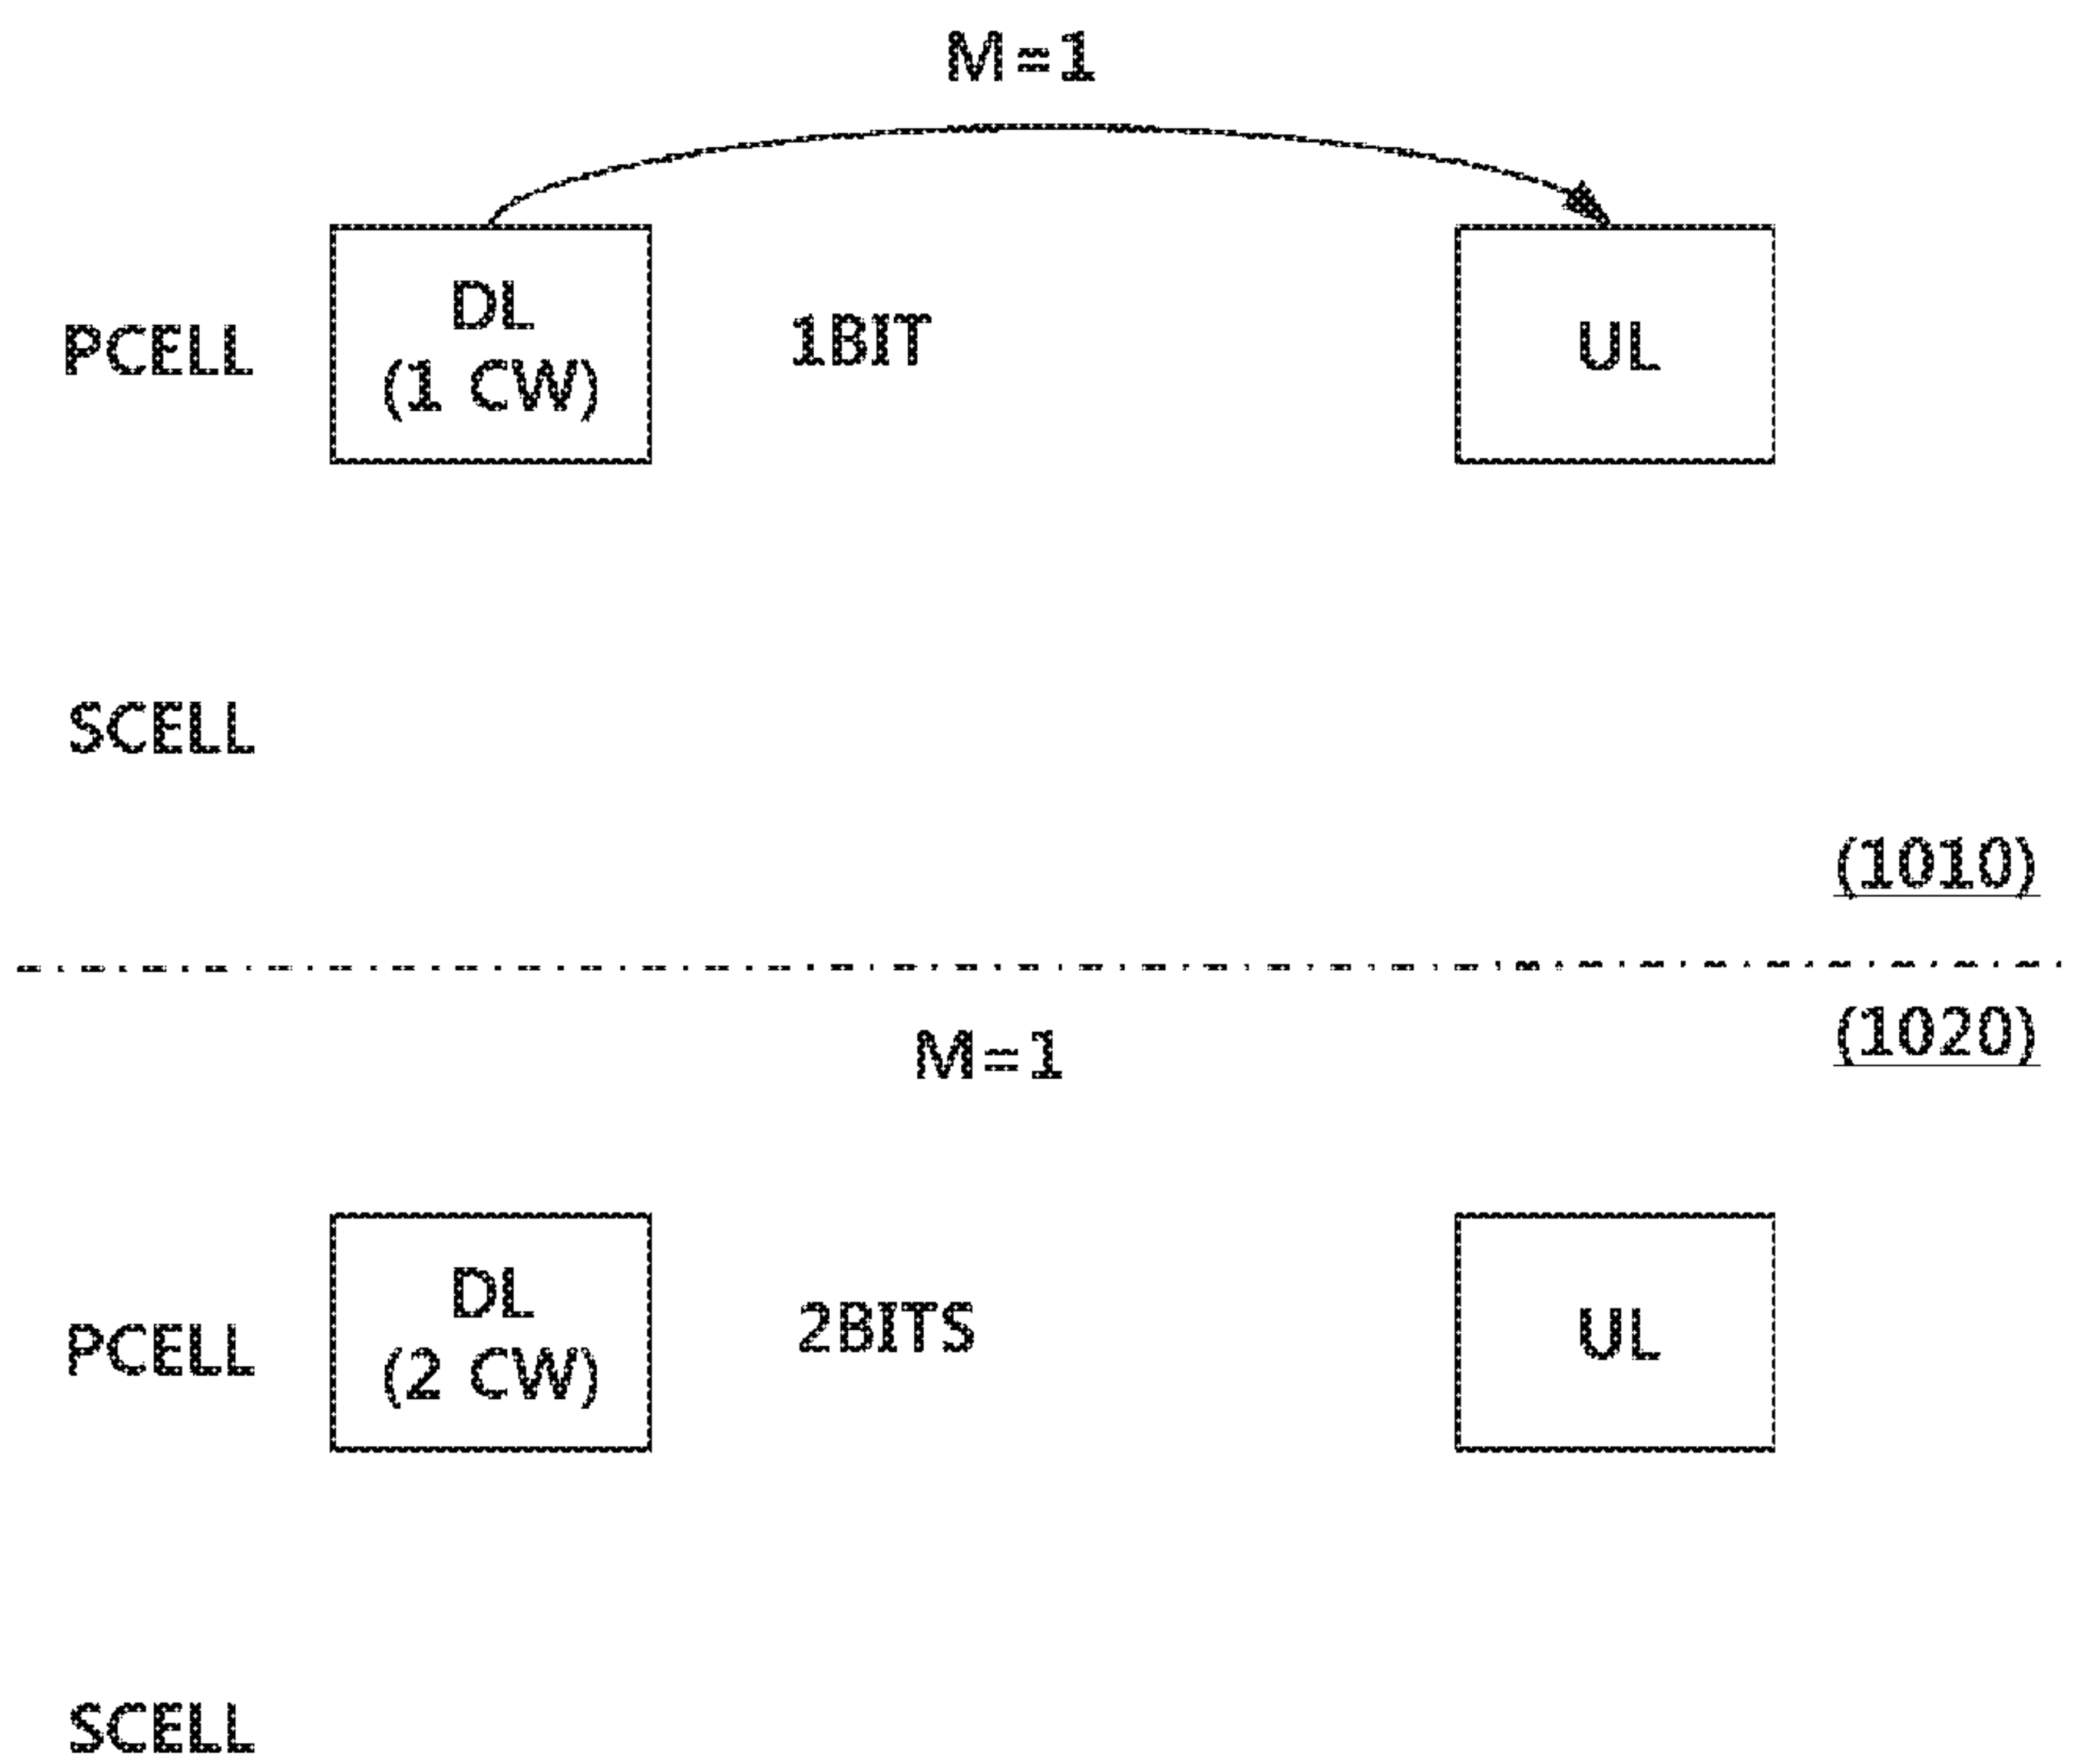 M=1
DL
(1 CW)
PCELL
1BIT
UL
SCELL
(1010)
(1020)
M=1
DL
(2 CW)
PCELL
2BITS
UL
SCELL